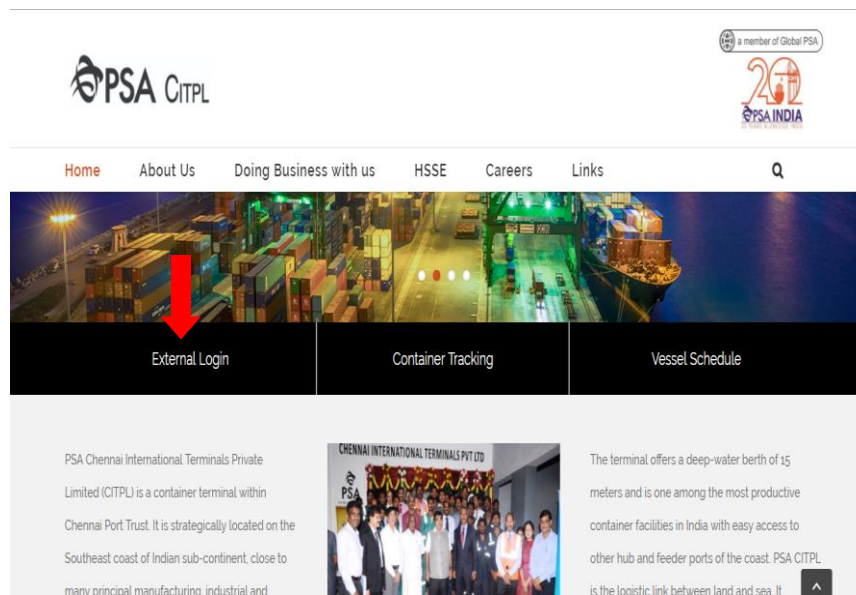 a member of Global PSA
PSA CITPL
20
PSA INDIA
Home About Us Doing Business with us HSSE Careers Links
External Login Container Tracking Vessel Schedule
PSA Chennai International Terminals Private
Limited (CITPL) is a container terminal within
Chennai Port Trust. It is strategically located on the
Southeast coast of Indian sub-continent, close to
many principal manufacturing, industrial and
CHENNAI INTERNATIONAL TERMINALS PVT LTD
PSA
The terminal offers a deep-water berth of 15
meters and is one among the most productive
container facilities in India with easy access to
other hub and feeder ports of the coast. PSA CITPL
is the logistic link between land and sea. It